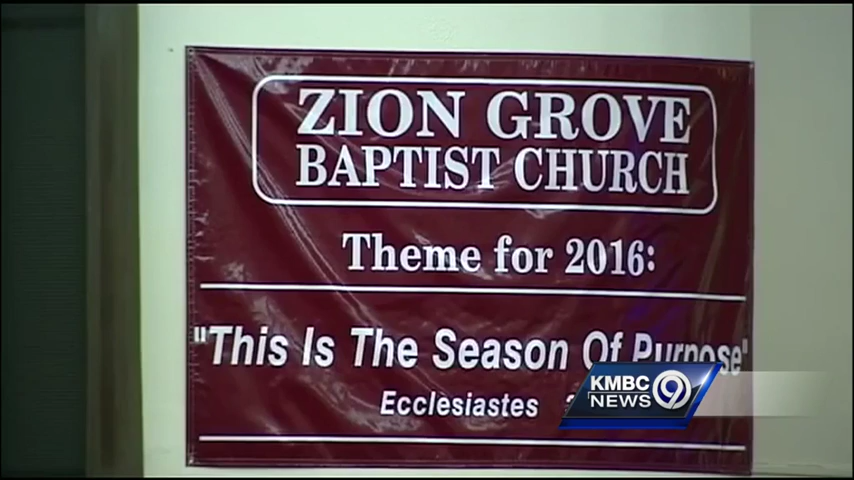 ZION GROVE
BAPTIST CHURCH
Theme for 2016:
"This Is The Season Of Purpose"
Ecclesiastes
KMBC 9
NEWS